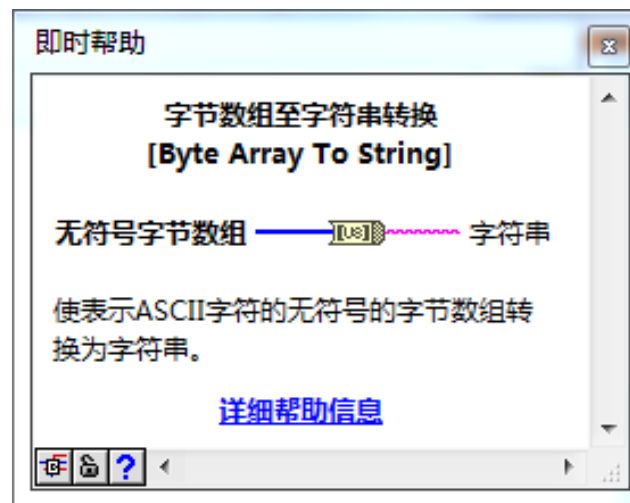 即时帮助
字节数组至字符串转换
[Byte Array To String]
无符号字节数组 [U8] 字符串
使表示ASCII字符的无符号的字节数组转
换为字符串。
详细帮助信息
?